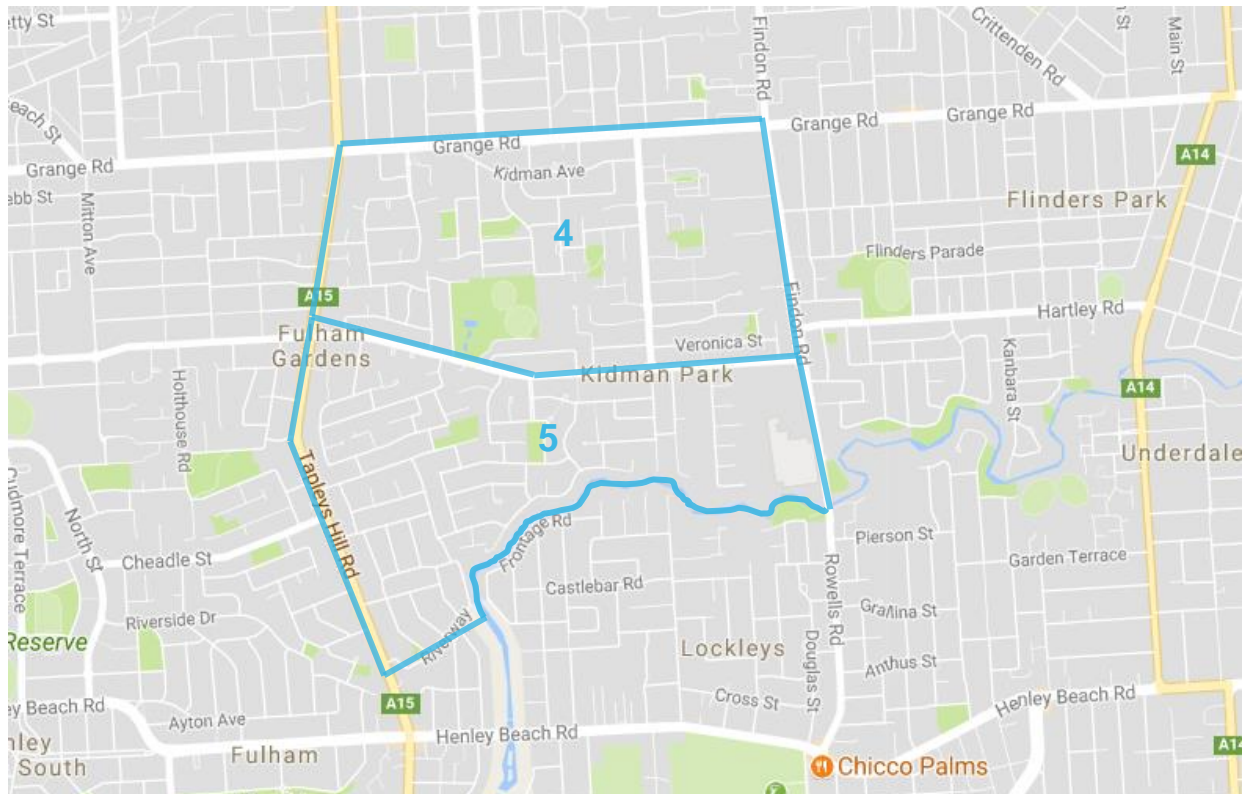 etty St
Findon Rd
Crittenden Rd
St
Main St
each St
Grange Rd
Grange Rd
Grange Rd
Grange Rd
A14
Kidman Ave
ebb St
Mitton Ave
Flinders Park
4
Flinders Parade
A15
Findon Rd
Hartley Rd
Fulham
Gardens
Veronica St
Kidman Park
Kanbara St
Holthouse Rd
A14
5
Underdale
Tapleys Hill Rd
Cudmore Terrace
North St
Frontage Rd
Pierson St
Cheadle St
Garden Terrace
Castlebar Rd
Rowells Rd
Riverside Dr
Gralina St
Reserve
Riverway
Lockleys
Douglas St
Anthus St
ey Beach Rd
A15
Cross St
Henley Beach Rd
Ayton Ave
Henley Beach Rd
nley
South
Fulham
A14
Chicco Palms